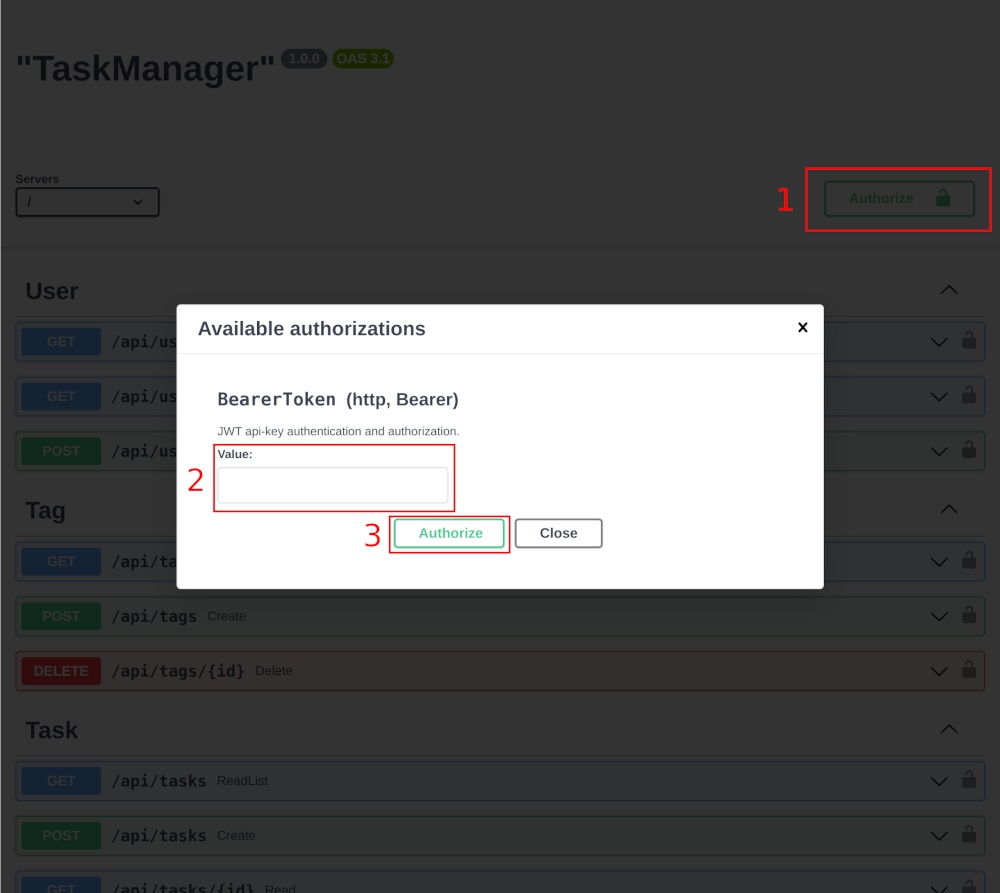 "TaskManager" 1.0.0 OAS 3.1
Servers
/
1 Authorize
User
Available authorizations x
GET /api/us
BearerToken (http, Bearer)
GET /api/us
JWT api-key authentication and authorization.
POST /api/us
Value:
2
Tag
3 Authorize Close
GET /api/ta
POST /api/tags Create
DELETE /api/tags/{id} Delete
Task
GET /api/tasks ReadList
POST /api/tasks Create
GET /api/tasks/{id} Read